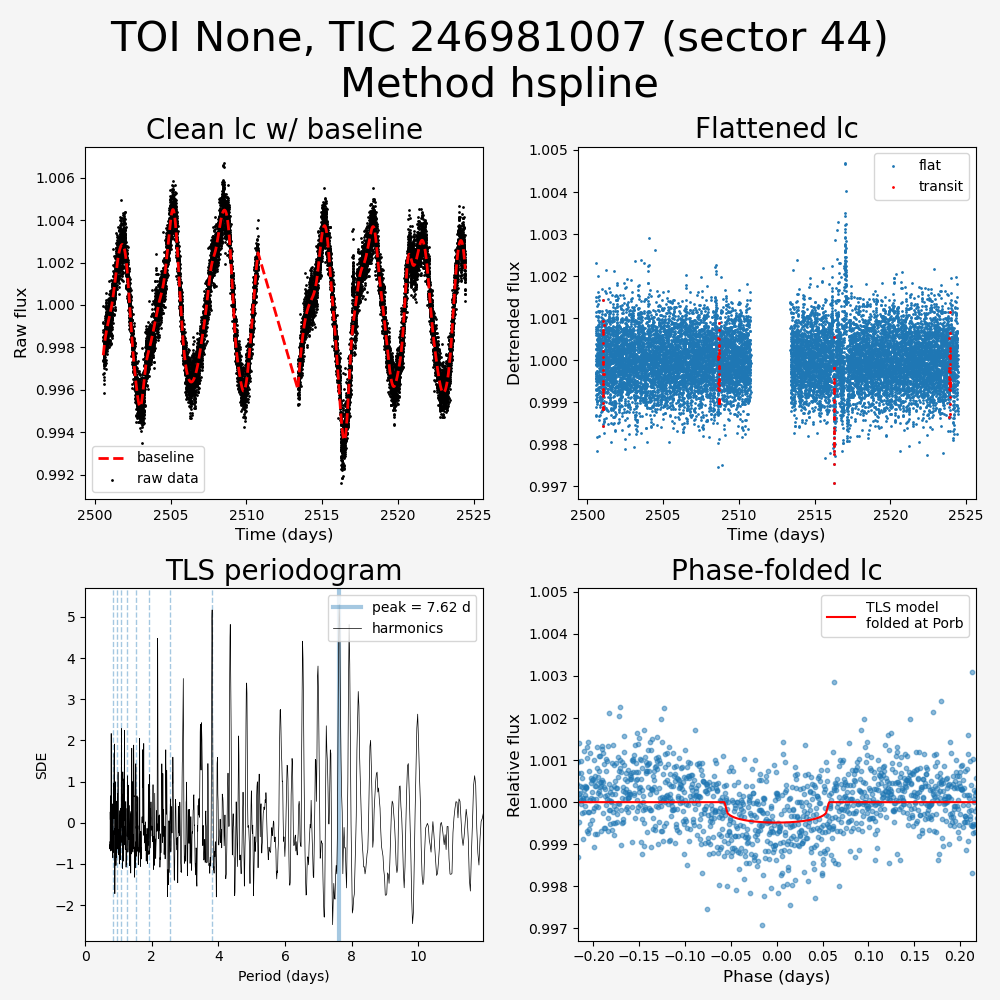 TOI None, TIC 246981007 (sector 44)
Method hspline
Clean lc w/ baseline
Raw flux
1.006
1.004
1.002
1.000
0.998
0.996
0.994
0.992
baseline
raw data
2500
2505
2510
2515
2520
2525
Time (days)
Flattened lc
Detrended flux
1.005
1.004
1.003
1.002
1.001
1.000
0.999
0.998
0.997
flat
transit
2500
2505
2510
2515
2520
2525
Time (days)
TLS periodogram
SDE
5
4
3
2
1
0
−1
−2
peak = 7.62 d
harmonics
0
2
4
6
8
10
Period (days)
Phase-folded lc
Relative flux
1.005
1.004
1.003
1.002
1.001
1.000
0.999
0.998
0.997
TLS model
folded at Porb
−0.20
−0.15
−0.10
−0.05
0.00
0.05
0.10
0.15
0.20
Phase (days)